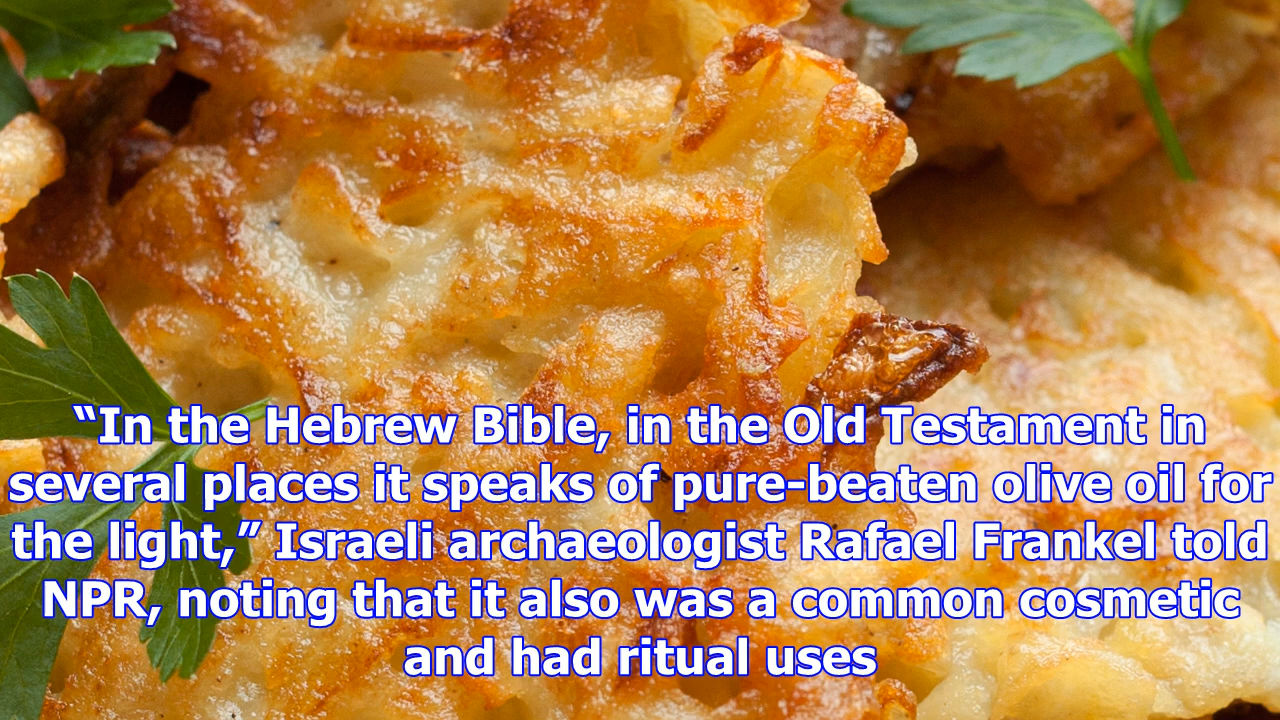 “In the Hebrew Bible, in the Old Testament in
several places it speaks of pure-beaten olive oil for
the light,” Israeli archaeologist Rafael Frankel told
NPR, noting that it also was a common cosmetic
and had ritual uses